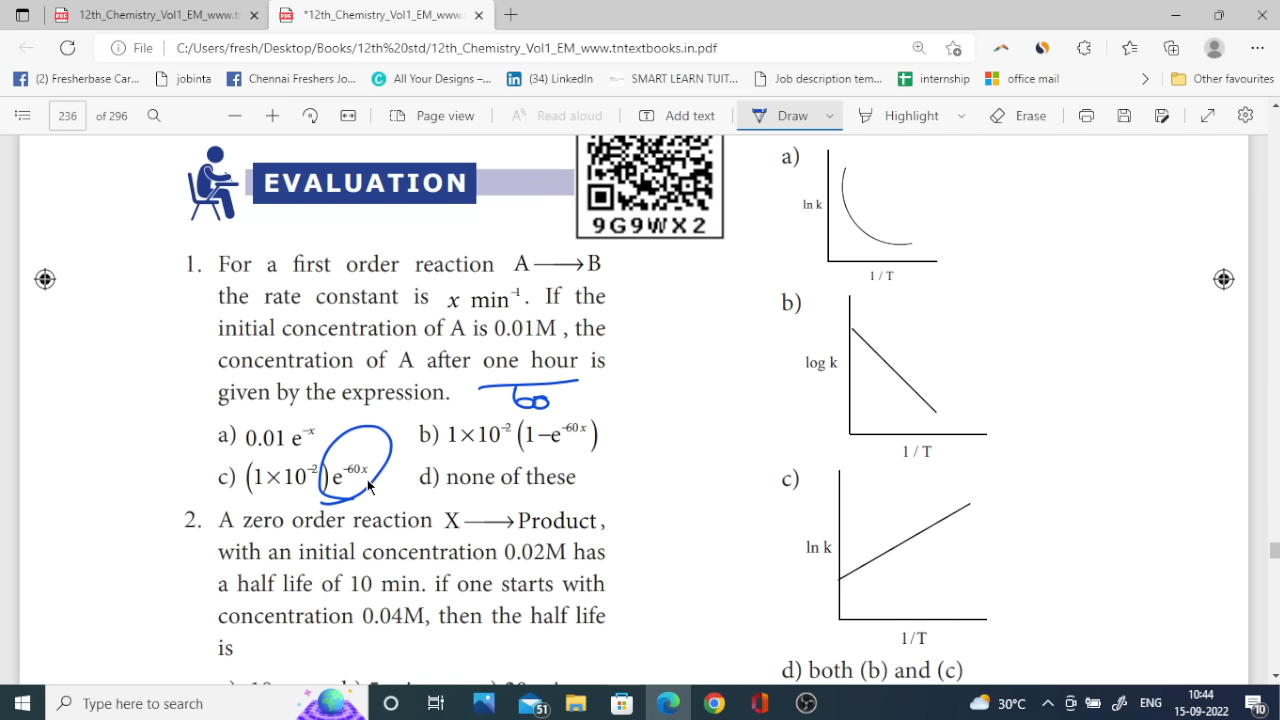 12th_Chemistry_Vol1_EM_www.t
*12th_Chemistry_Vol1_EM_www.
File
C:/Users/fresh/Desktop/Books/12th%20std/12th_Chemistry_Vol1_EM_www.tntextbooks.in.pdf
(2) Fresherbase Car...
jobinta
Chennai Freshers Jo...
All Your Designs –...
(34) LinkedIn
SMART LEARN TUIT...
Job description tem...
internship
office mail
Other favourites
236 of 296
Page view
Read aloud
Add text
Draw
Highlight
Erase
EVALUATION
9G9WX2
1. For a first order reaction A⟶B
the rate constant is x min⁻¹. If the
initial concentration of A is 0.01M , the
concentration of A after one hour is
given by the expression.
60
a) 0.01 e⁻ˣ b) 1×10⁻² (1−e⁻⁶⁰ˣ)
c) (1×10⁻²)e⁻⁶⁰ˣ d) none of these
2. A zero order reaction X⟶Product,
with an initial concentration 0.02M has
a half life of 10 min. if one starts with
concentration 0.04M, then the half life
is
a)
ln k
1 / T
b)
log k
1 / T
c)
ln k
1/T
d) both (b) and (c)
Type here to search
51
30°C
ENG
10:44
15-09-2022
10